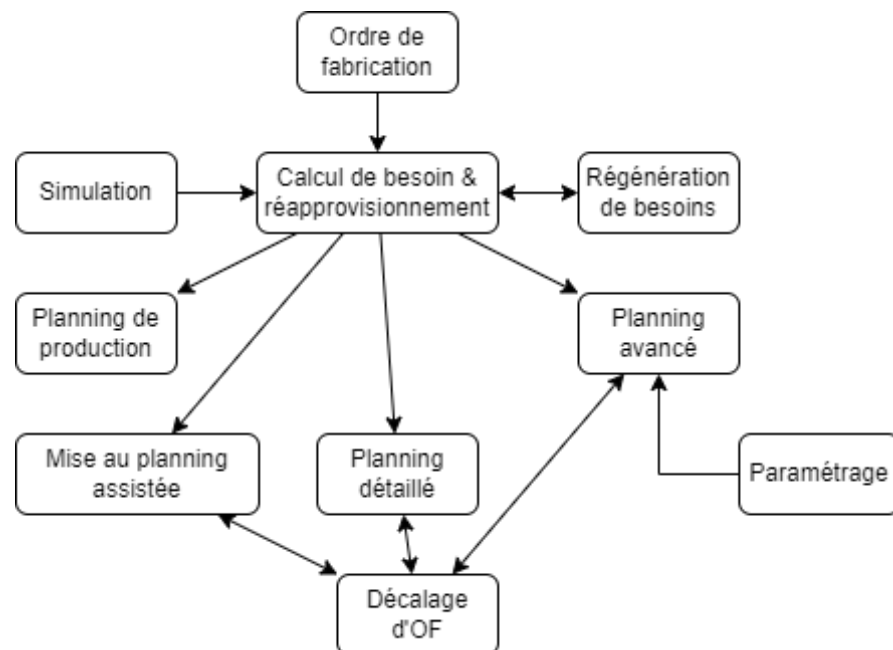 Ordre de
fabrication
Simulation
Calcul de besoin &
réapprovisionnement
Régénération
de besoins
Planning de
production
Planning
avancé
Mise au planning
assistée
Planning
détaillé
Paramétrage
Décalage
d'OF